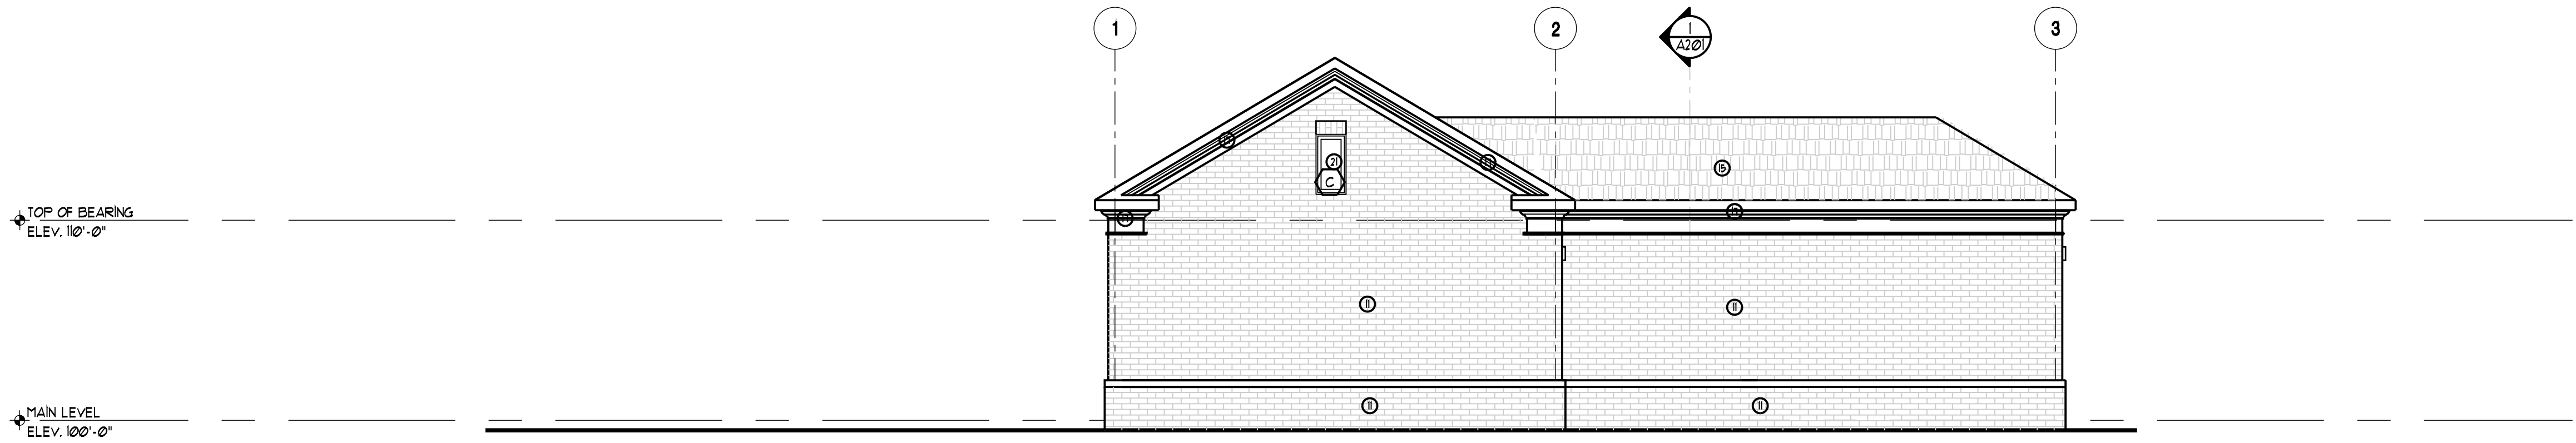 1
2
1
A201
3
15
21
C
TOP OF BEARING
ELEV. 110'-0"
11
11
MAIN LEVEL
ELEV. 100'-0"
11
11